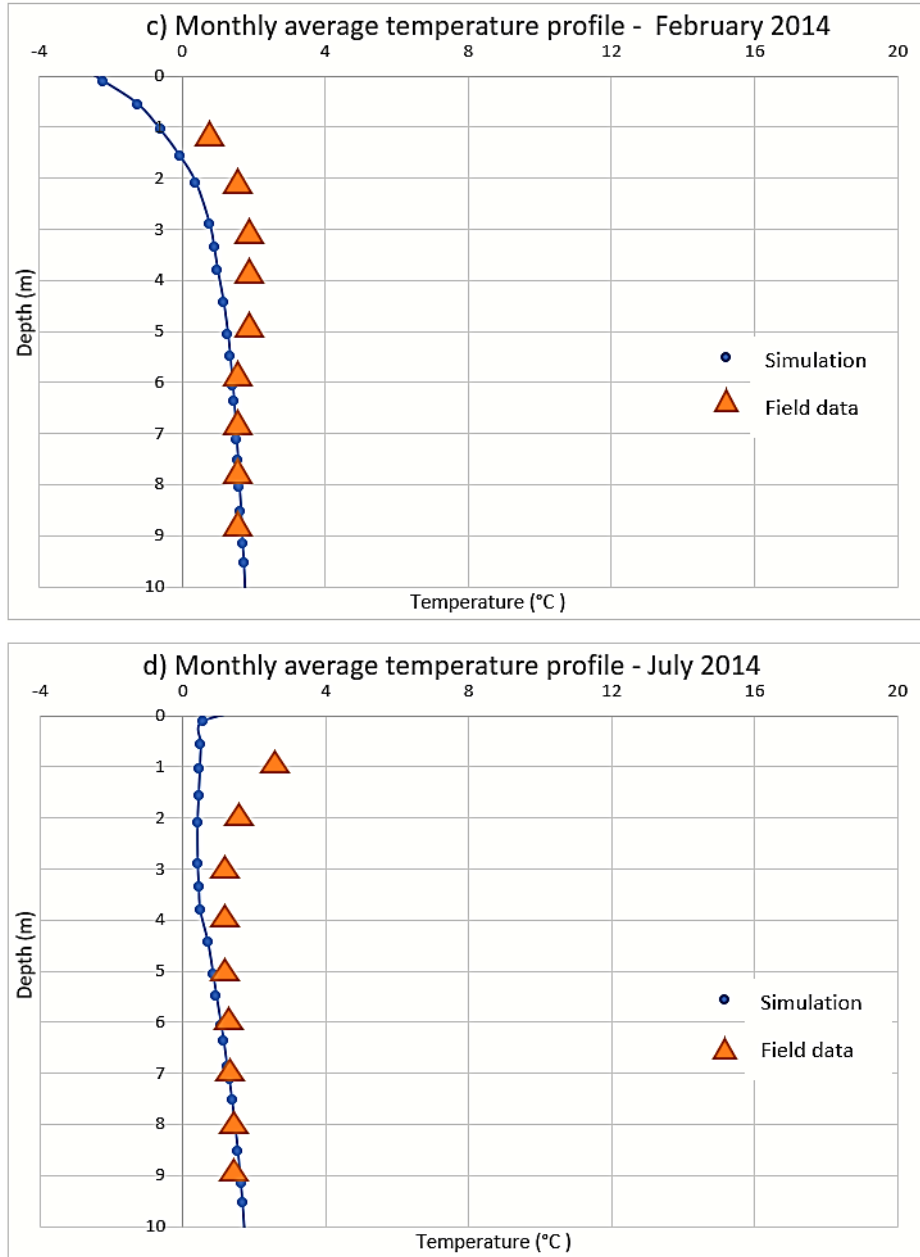 c) Monthly average temperature profile -  February 2014
-4 0 4 8 12 16 20
0
1
2
3
4
5
6
7
8
9
10
Depth (m)
Simulation
Field data
Temperature (°C )
d) Monthly average temperature profile - July 2014
-4 0 4 8 12 16 20
0
1
2
3
4
5
6
7
8
9
10
Depth (m)
Simulation
Field data
Temperature (°C )